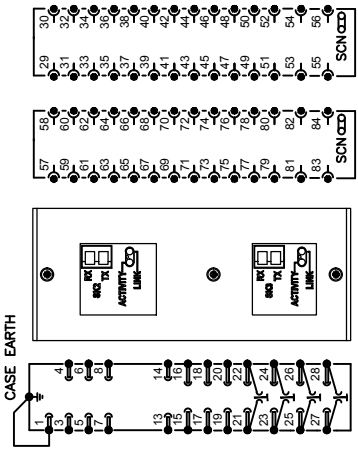 30 32 34 36 38 40 42 44 46 48 50 52 54 56
29 31 33 35 37 39 41 43 45 47 49 51 53 55
SCN
58 60 62 64 66 68 70 72 74 76 78 80 82 84
57 59 61 63 65 67 69 71 73 75 77 79 81 83
SCN
RX
TX
SK2
ACTIVITY
LINK
RX
TX
SK3
ACTIVITY
LINK
CASE EARTH
4 6 8 14 16 18 20 22 24 26 28
1 3 5 7 13 15 17 19 21 23 25 27